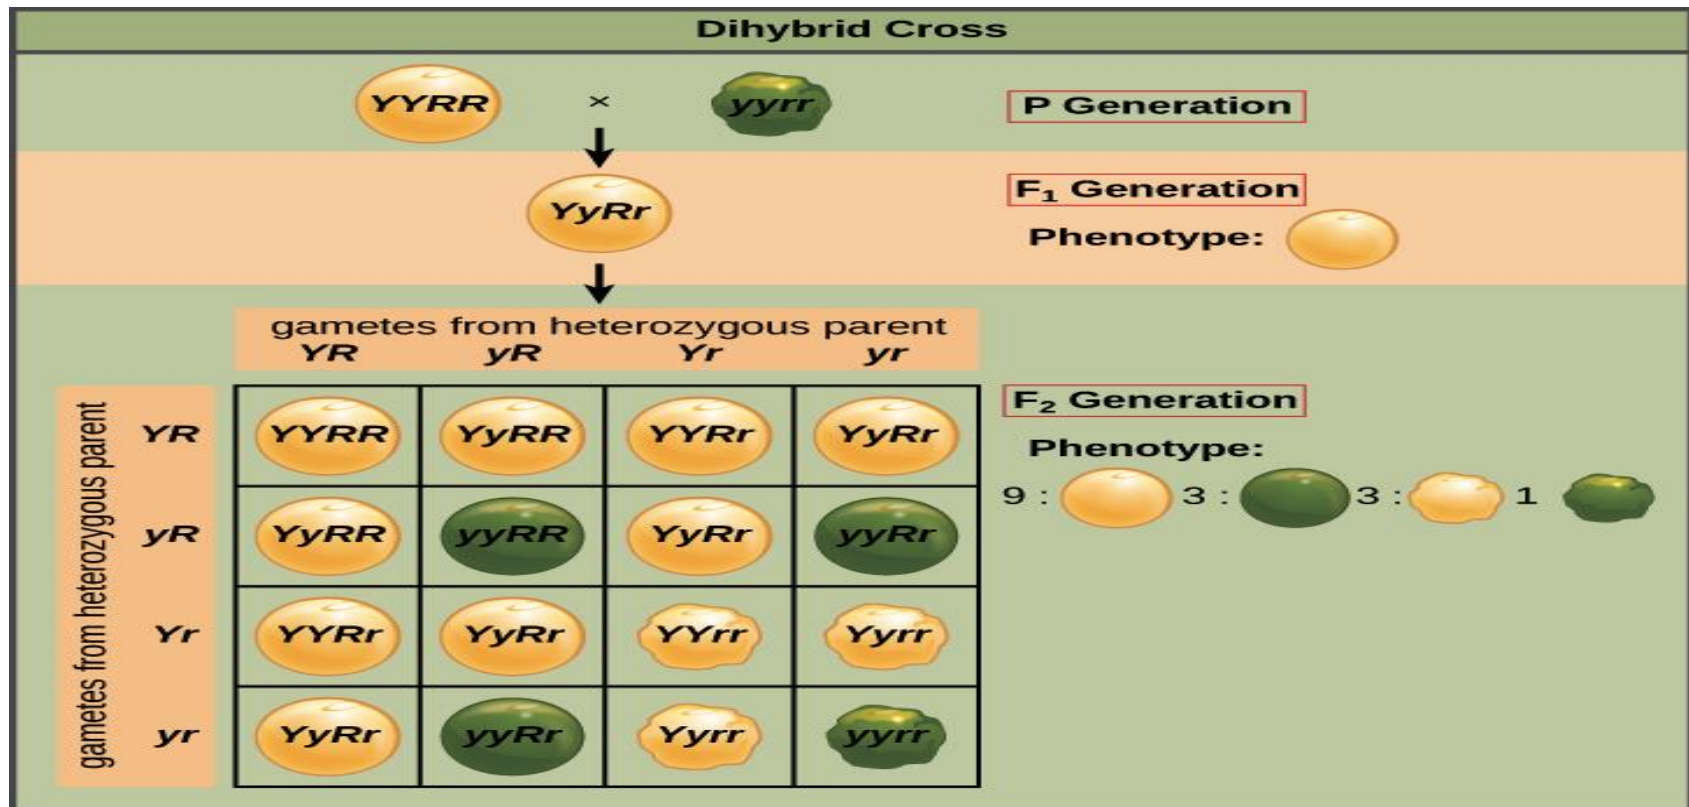 Dihybrid Cross
YYRR × yyrr
P Generation
YyRr
F₁ Generation
Phenotype:
gametes from heterozygous parent
YR yR Yr yr
gametes from heterozygous parent
YR YYRR YyRR YYRr YyRr
yR YyRR yyRR YyRr yyRr
Yr YYRr YyRr YYrr Yyrr
yr YyRr yyRr Yyrr yyrr
F₂ Generation
Phenotype:
9 : 3 : 3 : 1